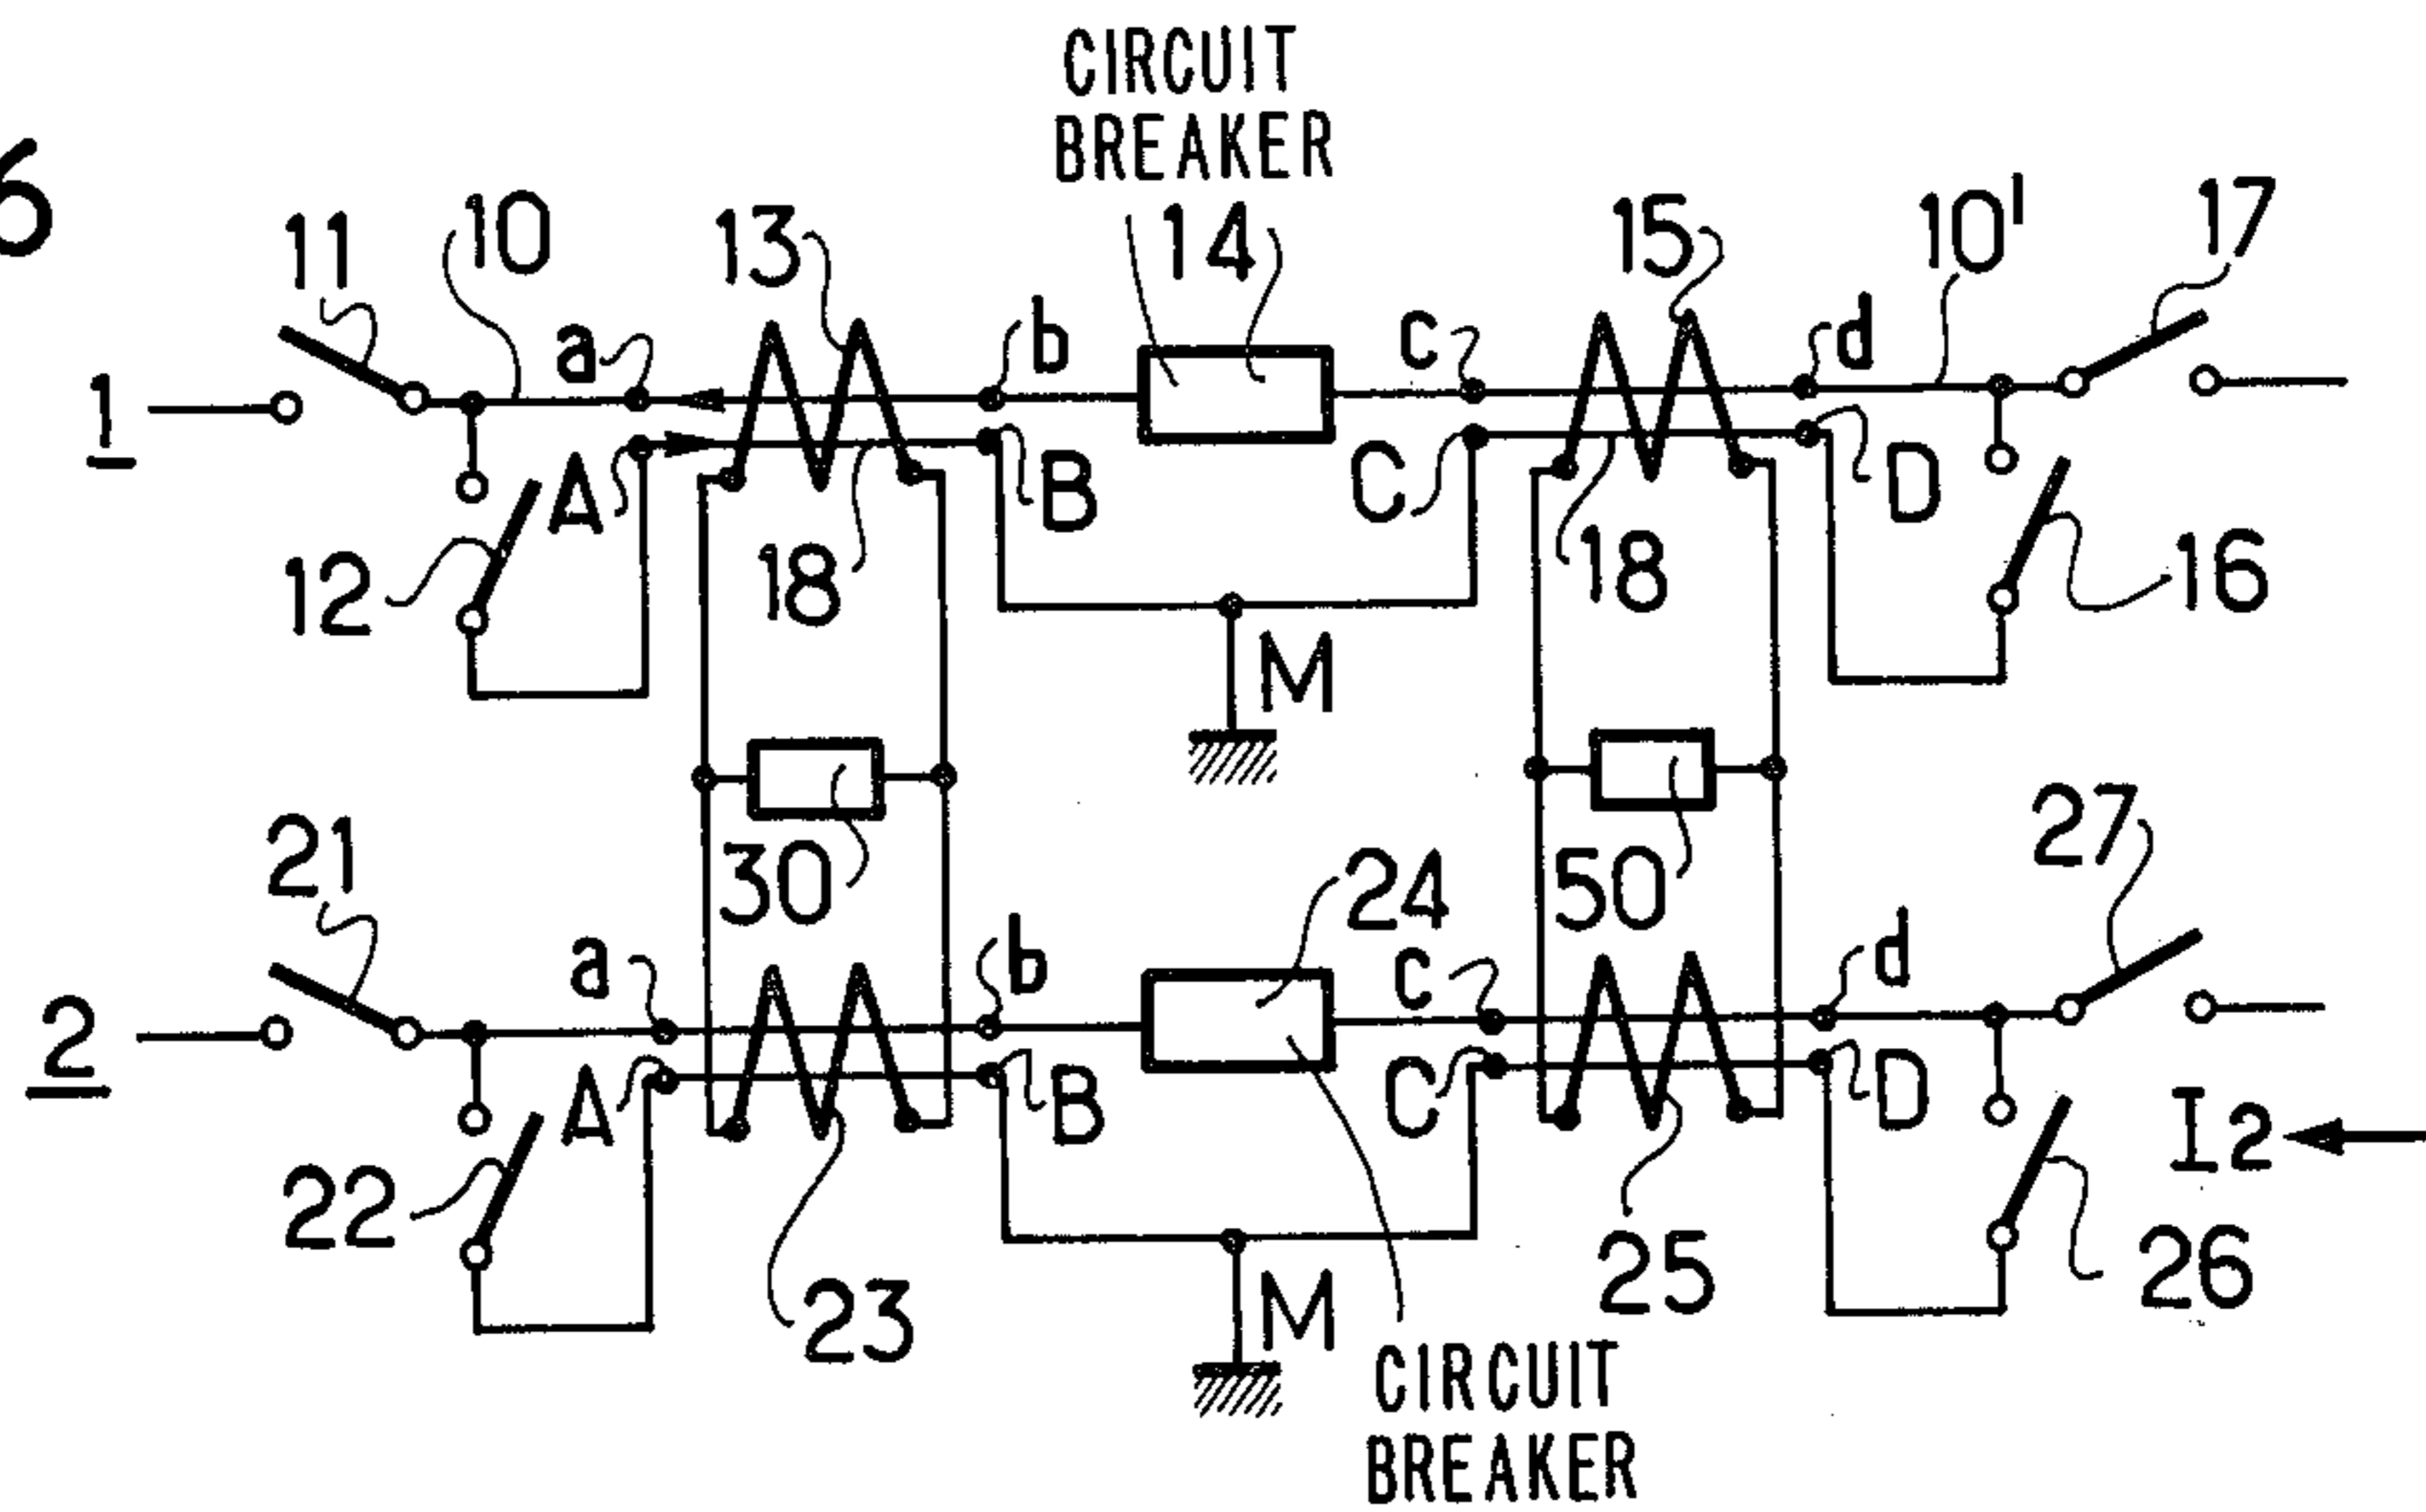 CIRCUIT
BREAKER
6
11 10 13 14 15 10' 17
a b c d
1
A B C D
12 18 18 16
M
21 30 24 50 27
a b c d
2
A B C D
I2
22 23 25 26
M
CIRCUIT
BREAKER